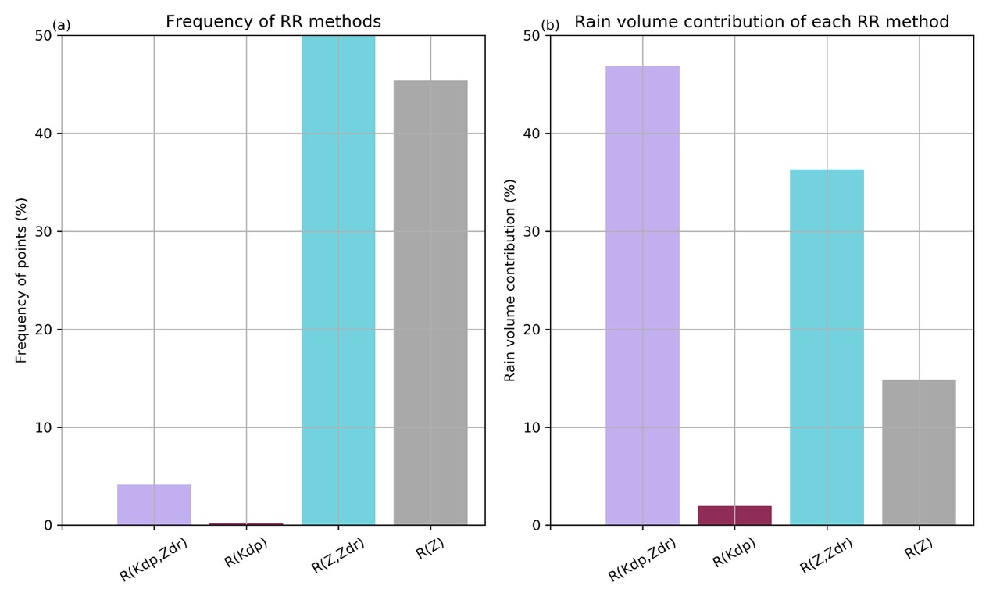 (a)
Frequency of RR methods
50
40
30
20
10
0
Frequency of points (%)
R(Kdp,Zdr)
R(Kdp)
R(Z,Zdr)
R(Z)
(b)
Rain volume contribution of each RR method
50
40
30
20
10
0
Rain volume contribution (%)
R(Kdp,Zdr)
R(Kdp)
R(Z,Zdr)
R(Z)